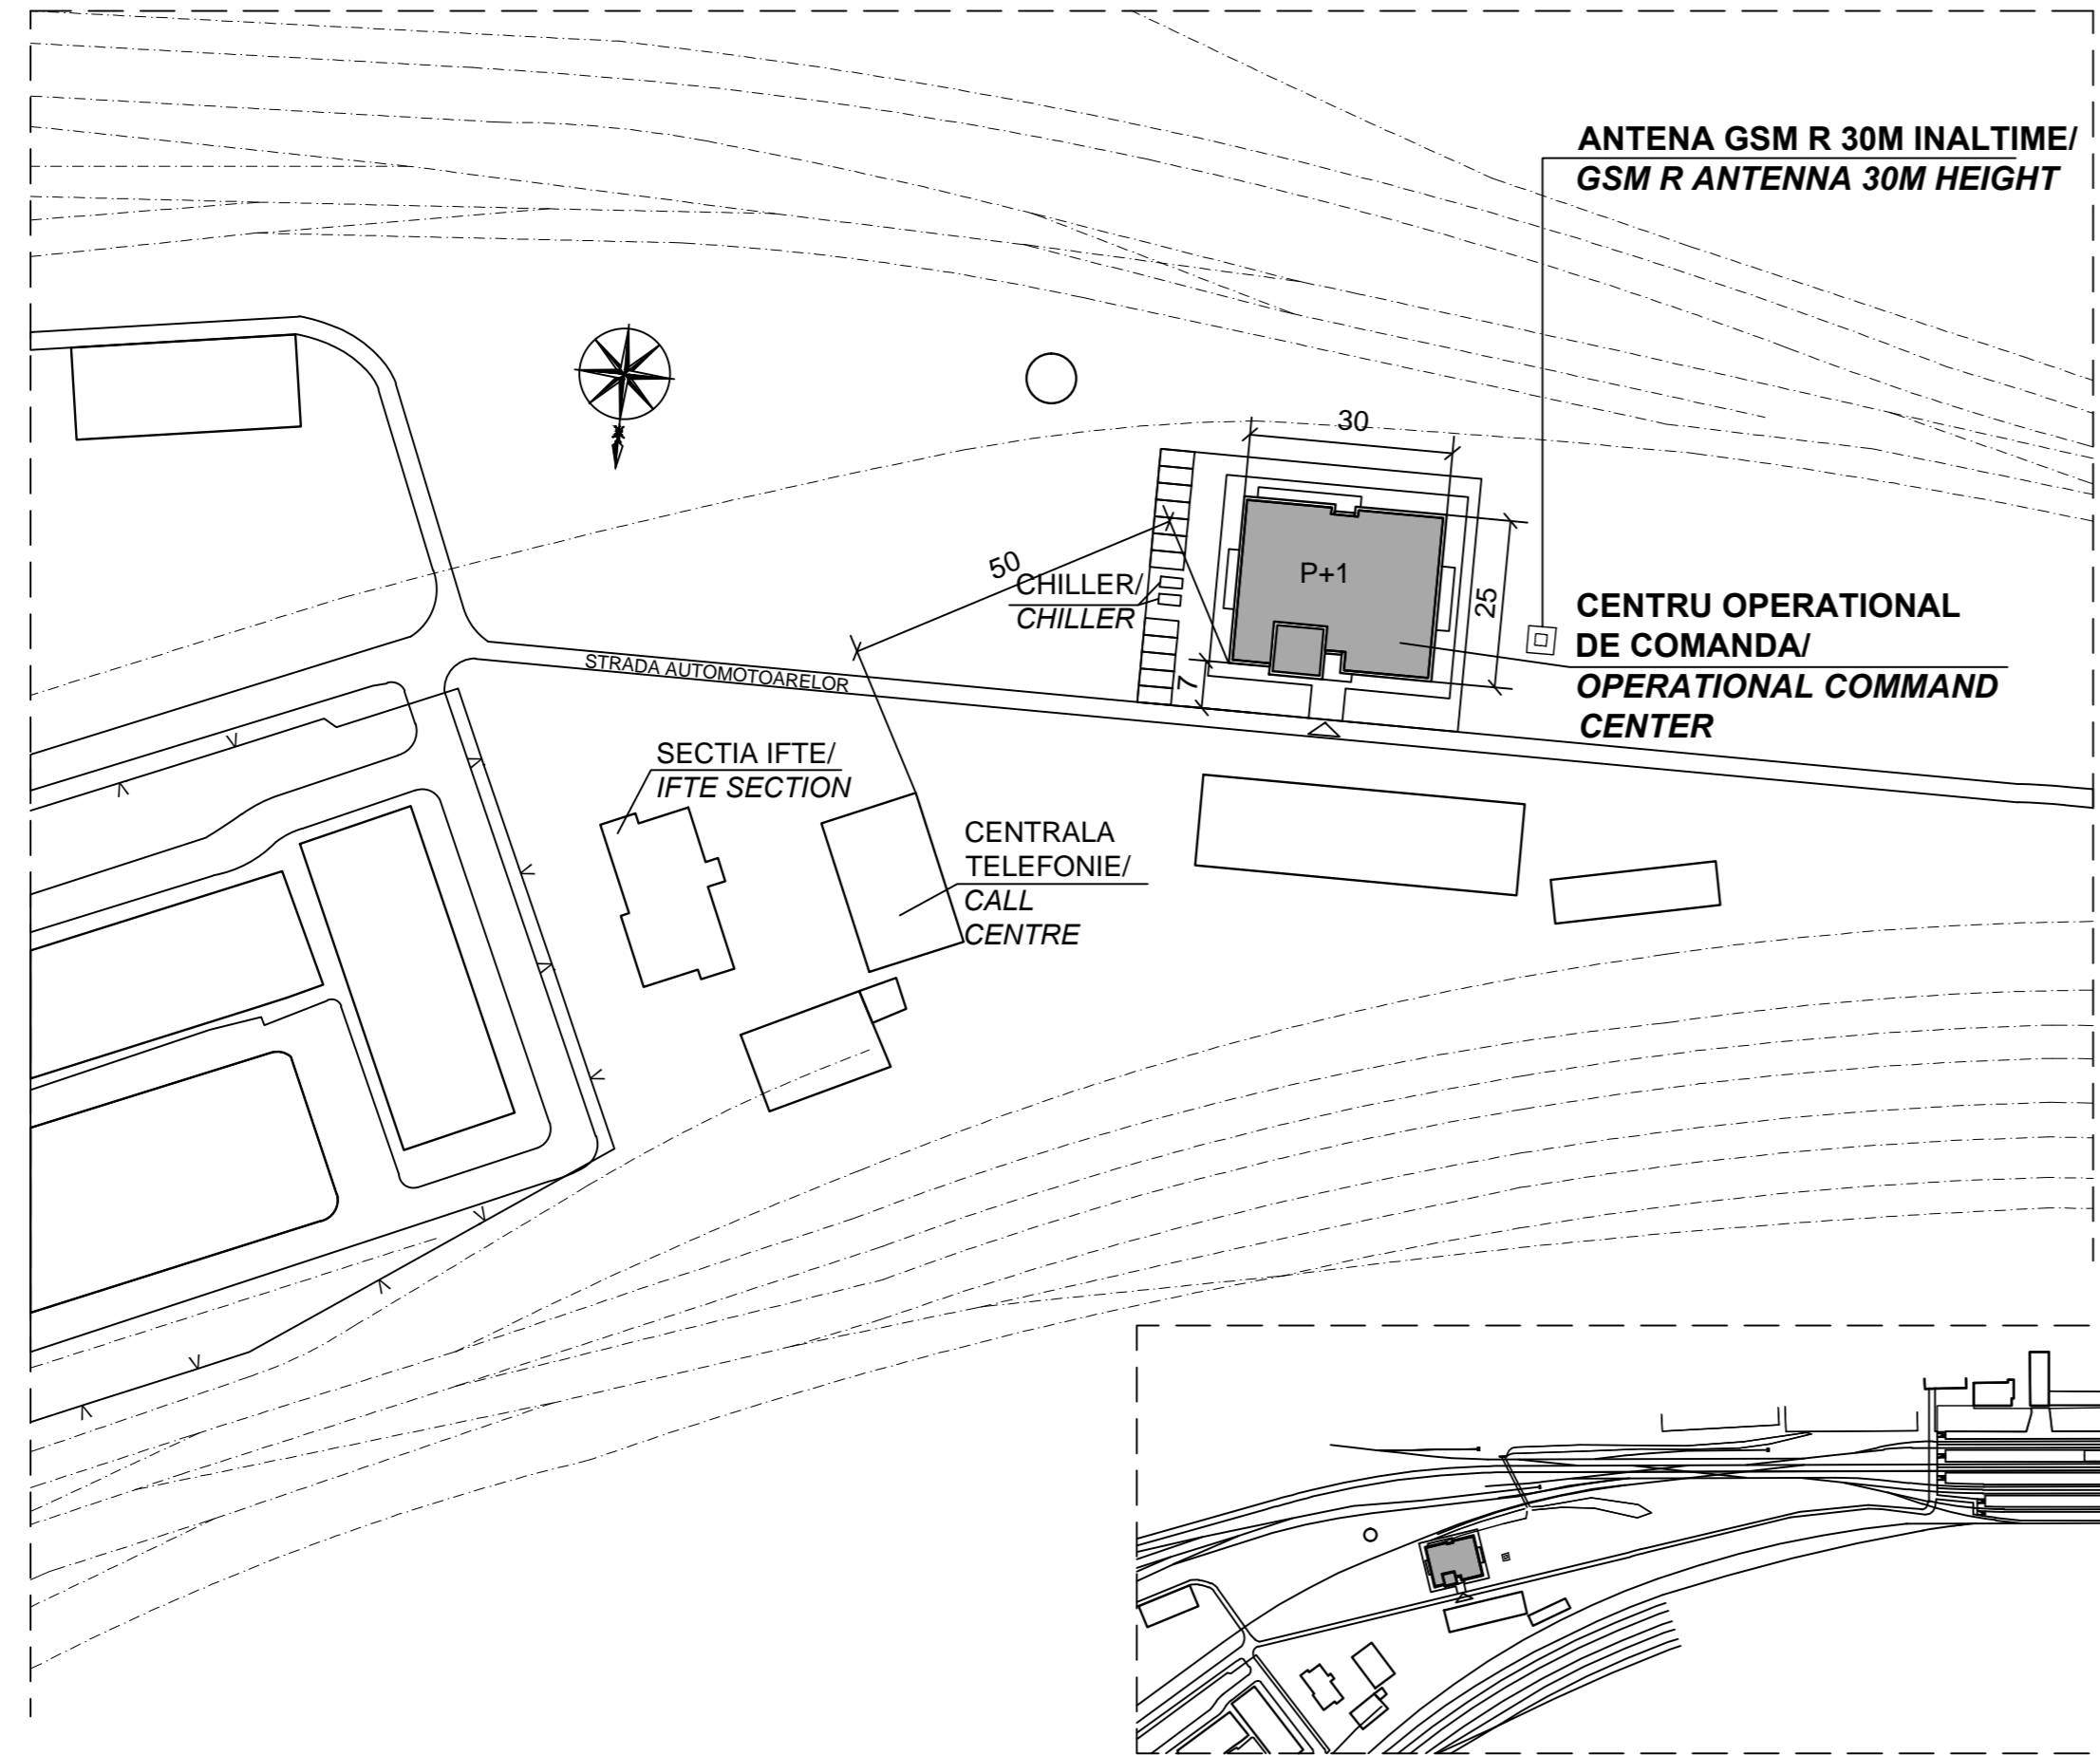 ANTENA GSM R 30M INALTIME/
GSM R ANTENNA 30M HEIGHT
30
50
CHILLER/
CHILLER
P+1
25
7
CENTRU OPERATIONAL
DE COMANDA/
OPERATIONAL COMMAND
CENTER
STRADA AUTOMOTOARELOR
SECTIA IFTE/
IFTE SECTION
CENTRALA
TELEFONIE/
CALL
CENTRE